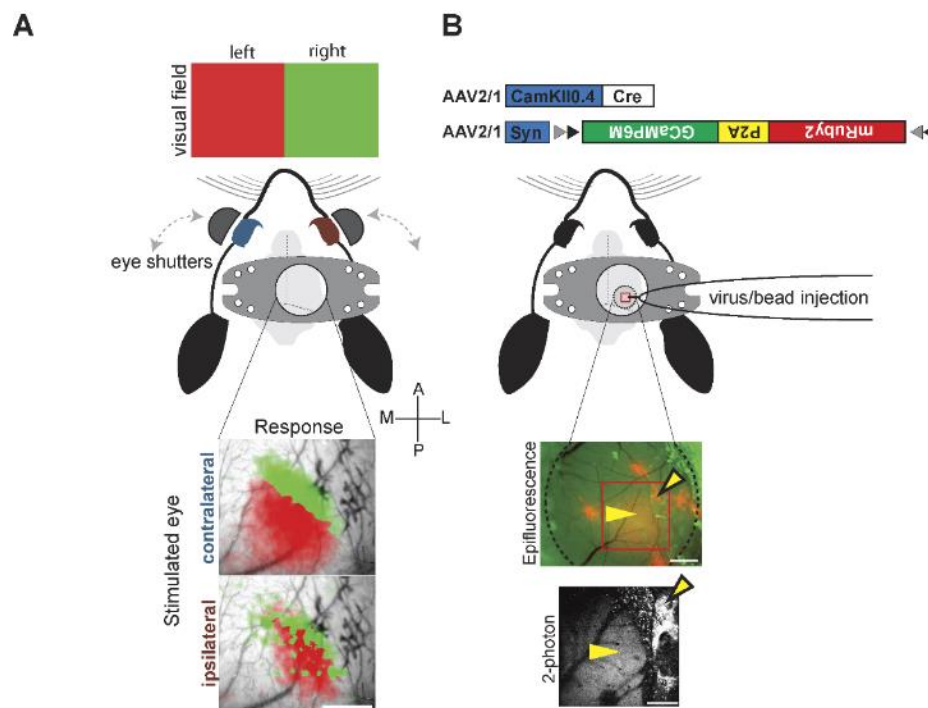 A
left right
visual field
eye shutters
Response
A
M L
P
Stimulated eye
contralateral
ipsilateral
B
AAV2/1 CamKII0.4 Cre
AAV2/1 Syn GCaMP6M P2A mRuby2
virus/bead injection
Epifluorescence
2-photon